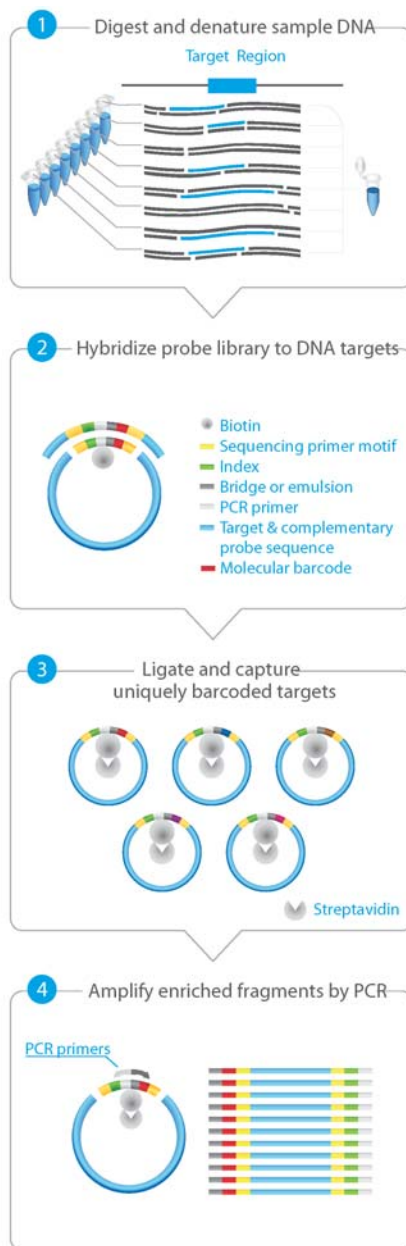 1 Digest and denature sample DNA
Target Region
2 Hybridize probe library to DNA targets
Biotin
Sequencing primer motif
Index
Bridge or emulsion
PCR primer
Target & complementary
probe sequence
Molecular barcode
3 Ligate and capture
uniquely barcoded targets
Streptavidin
4 Amplify enriched fragments by PCR
PCR primers